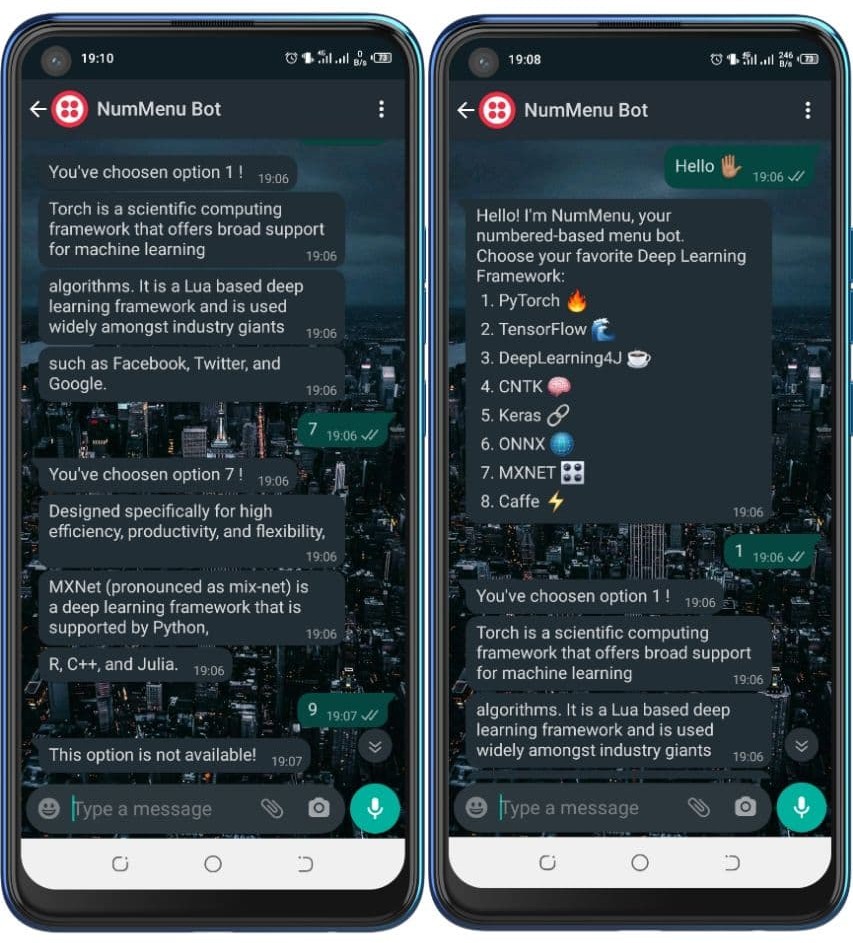 19:10
4G
0
B/s
73
NumMenu Bot
You've choosen option 1 !
19:06
Torch is a scientific computing
framework that offers broad support
for machine learning
19:06
algorithms. It is a Lua based deep
learning framework and is used
widely amongst industry giants
19:06
such as Facebook, Twitter, and
Google.
19:06
7 19:06
You've choosen option 7 !
19:06
Designed specifically for high
efficiency, productivity, and flexibility,
19:06
MXNet (pronounced as mix-net) is
a deep learning framework that is
supported by Python,
19:06
R, C++, and Julia. 19:06
9 19:07
This option is not available! 19:07
Type a message
19:08
4G
246
B/s
73
NumMenu Bot
Hello 🖐🏽 19:06
Hello! I'm NumMenu, your
numbered-based menu bot.
Choose your favorite Deep Learning
Framework:
1. PyTorch 🔥
2. TensorFlow 🌊
3. DeepLearning4J ☕
4. CNTK 🧠
5. Keras 🔗
6. ONNX 🌐
7. MXNET 🎛
8. Caffe ⚡
19:06
1 19:06
You've choosen option 1 ! 19:06
Torch is a scientific computing
framework that offers broad support
for machine learning
19:06
algorithms. It is a Lua based deep
learning framework and is used
widely amongst industry giants
19:06
Type a message